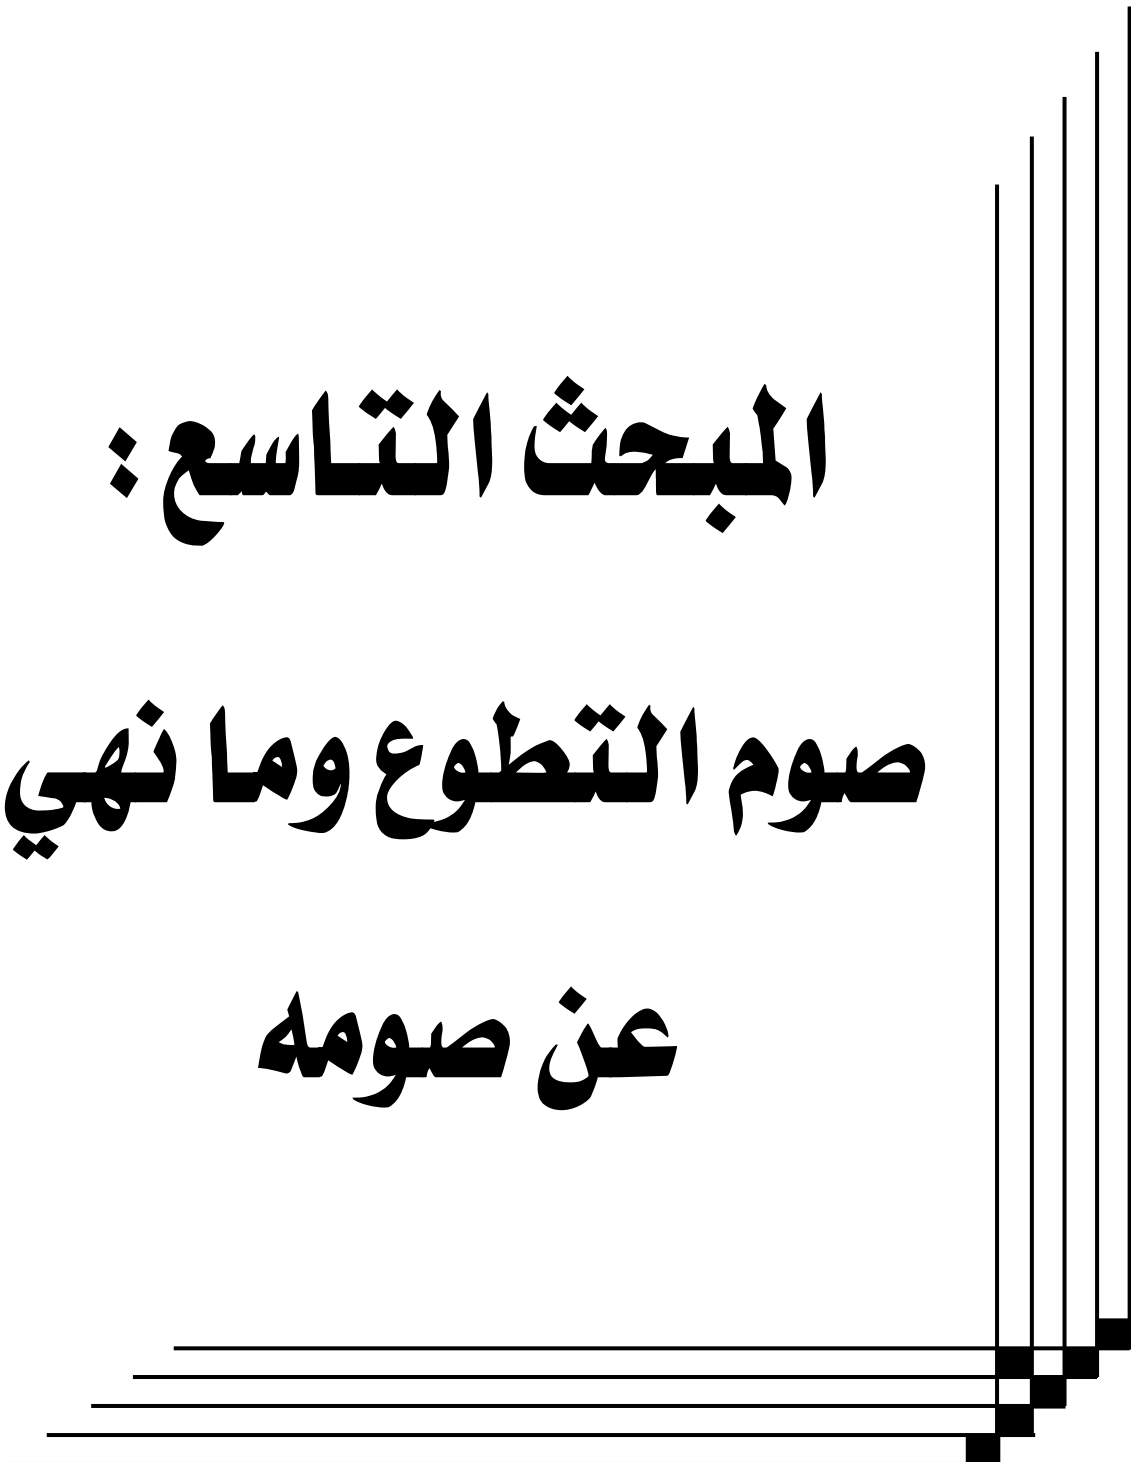 المبحث التاسع :
صوم التطوع وما نهي
عن صومه